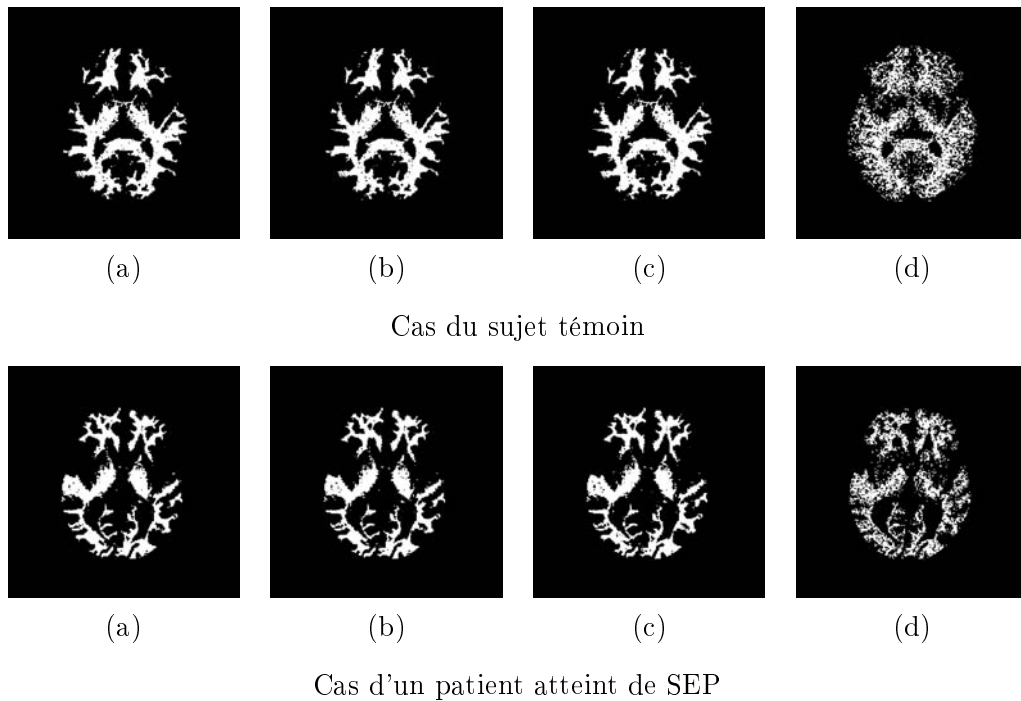 (a) (b) (c) (d)
Cas du sujet témoin
(a) (b) (c) (d)
Cas d'un patient atteint de SEP